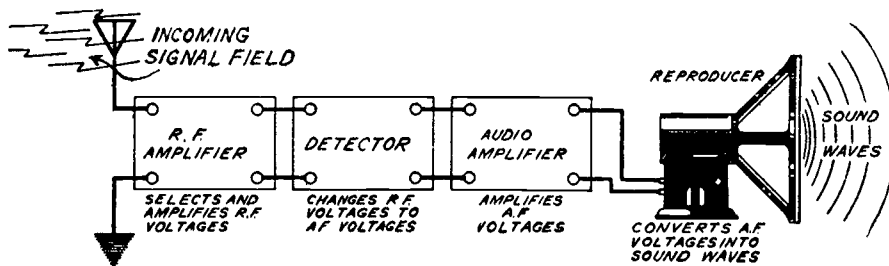 INCOMING
SIGNAL FIELD
R.F.
AMPLIFIER
SELECTS AND
AMPLIFIES R.F.
VOLTAGES
DETECTOR
CHANGES R.F.
VOLTAGES TO
AF VOLTAGES
AUDIO
AMPLIFIER
AMPLIFIES
A.F
VOLTAGES
REPRODUCER
SOUND
WAVES
CONVERTS A.F.
VOLTAGES INTO
SOUND WAVES